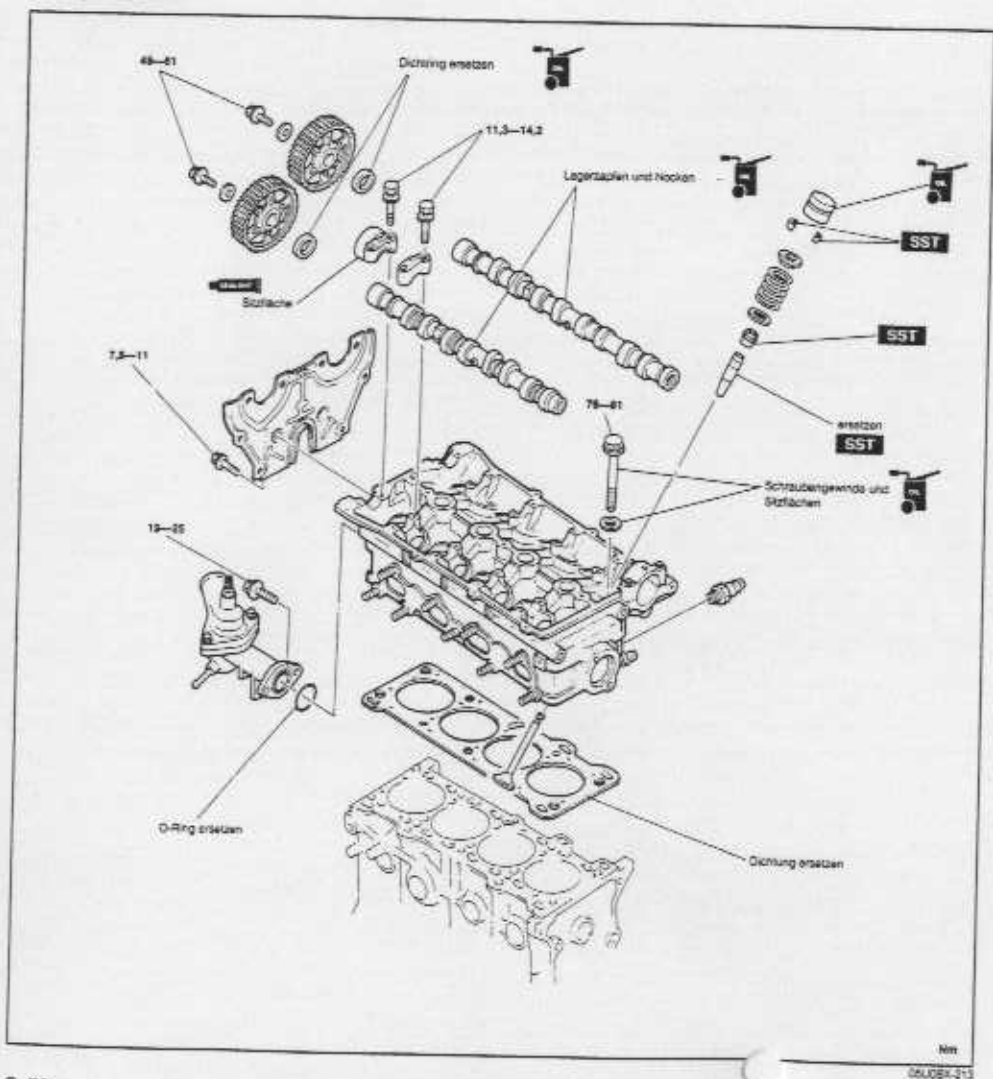 49—61
Dichtring ersetzen
11,3—14,2
Lagerzapfen und Nocken
SST
SEALANT
Sitzfläche
SST
7,8—11
76—81
ersetzen
SST
Schraubengewinde und
Sitzflächen
19—25
O-Ring ersetzen
Dichtung ersetzen
Nm